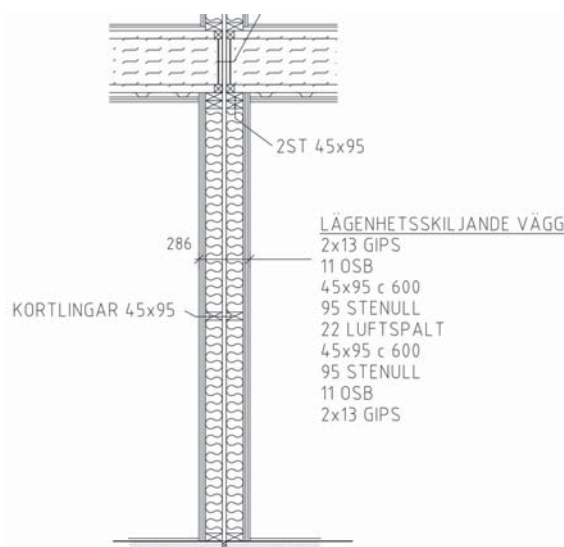 2ST 45x95
LÄGENHETSSKILJANDE VÄGG
2x13 GIPS
11 OSB
45x95 c 600
95 STENULL
22 LUFTSPALT
45x95 c 600
95 STENULL
11 OSB
2x13 GIPS
286
KORTLINGAR 45x95